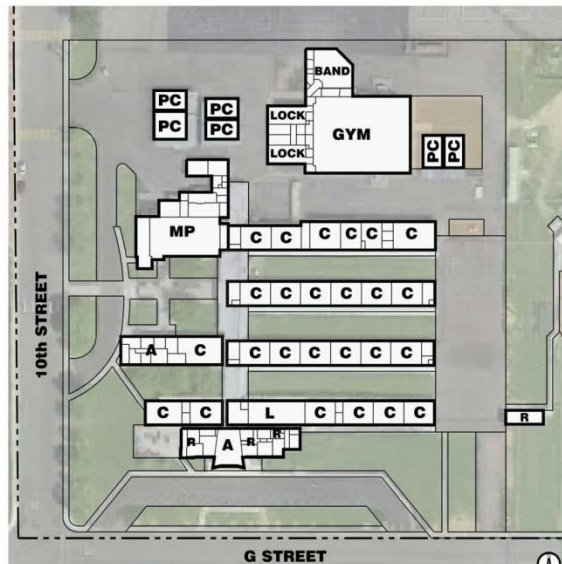 BAND
PC PC
LOCK
PC PC
GYM
PC PC
LOCK
MP C C C C C C
C C C C C C
10th STREET
A C C C C C C C
C C L C C C C
R
R A R R
G STREET